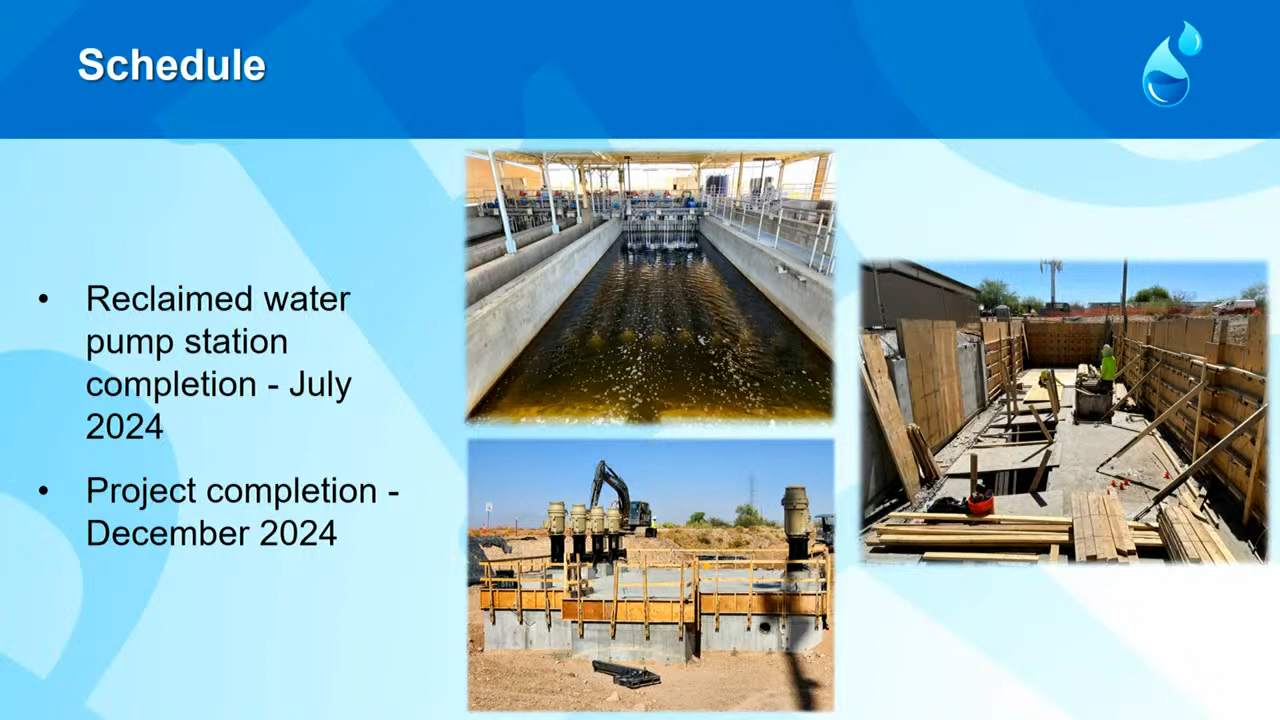 Schedule
• Reclaimed water
pump station
completion - July
2024
• Project completion -
December 2024